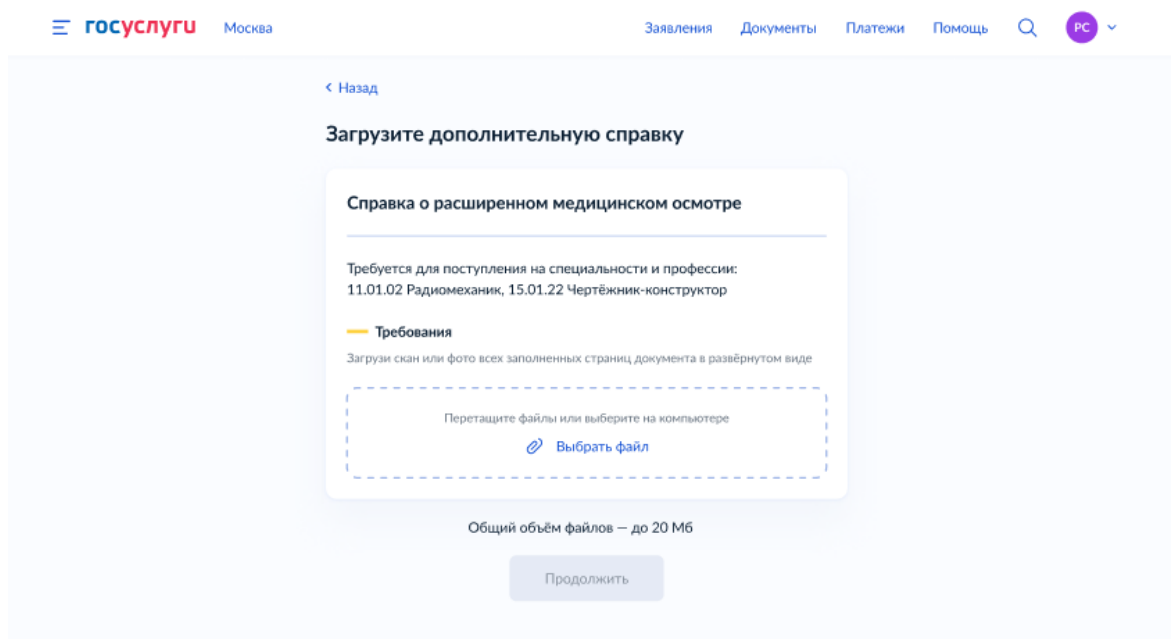 госуслуги Москва Заявления Документы Платежи Помощь РС
Назад
Загрузите дополнительную справку
Справка о расширенном медицинском осмотре
Требуется для поступления на специальности и профессии:
11.01.02 Радиомеханик, 15.01.22 Чертёжник-конструктор
Требования
Загрузи скан или фото всех заполненных страниц документа в развёрнутом виде
Перетащите файлы или выберите на компьютере
Выбрать файл
Общий объём файлов — до 20 Мб
Продолжить